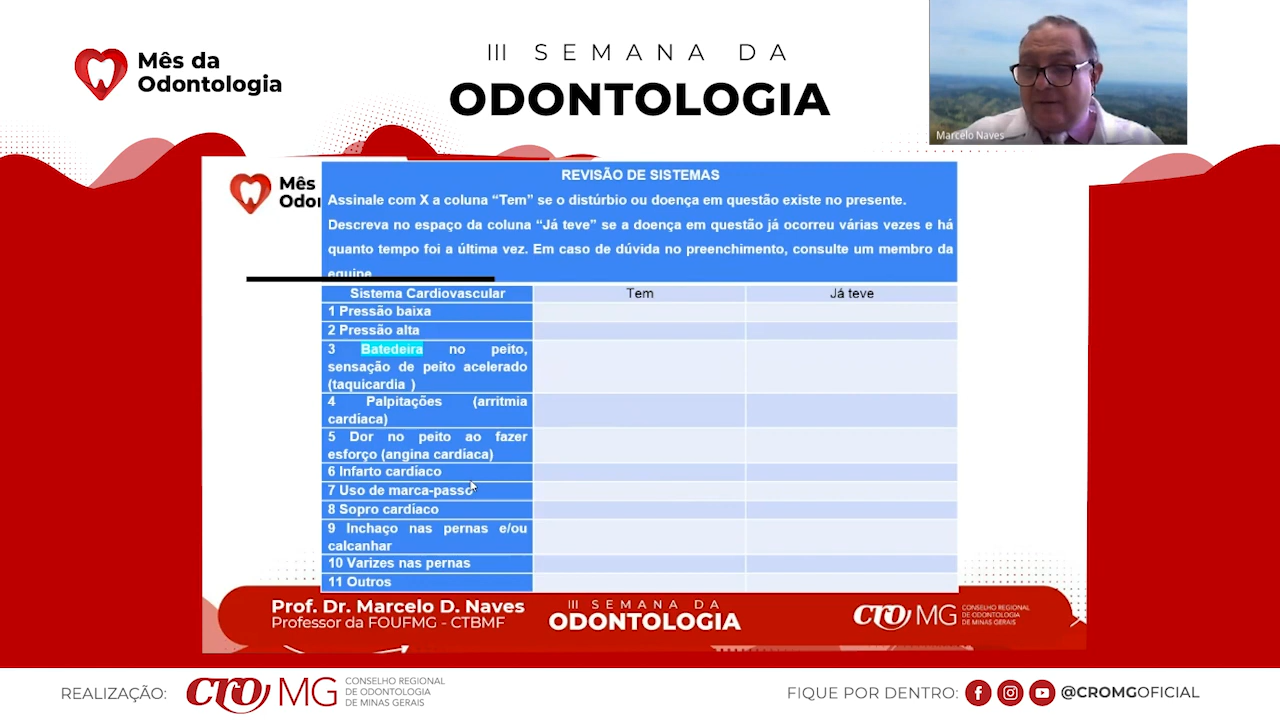 Mês da
Odontologia
III SEMANA DA
ODONTOLOGIA
Marcelo Naves
Mês
Odo
REVISÃO DE SISTEMAS
Assinale com X a coluna “Tem” se o distúrbio ou doença em questão existe no presente.
Descreva no espaço da coluna “Já teve” se a doença em questão já ocorreu várias vezes e há
quanto tempo foi a última vez. Em caso de dúvida no preenchimento, consulte um membro da
equipe
Sistema Cardiovascular Tem Já teve
1 Pressão baixa
2 Pressão alta
3 Batedeira no peito,
sensação de peito acelerado
(taquicardia )
4 Palpitações (arritmia
cardíaca)
5 Dor no peito ao fazer
esforço (angina cardíaca)
6 Infarto cardíaco
7 Uso de marca-passo
8 Sopro cardíaco
9 Inchaço nas pernas e/ou
calcanhar
10 Varizes nas pernas
11 Outros
Prof. Dr. Marcelo D. Naves
Professor da FOUFMG - CTBMF
III SEMANA DA
ODONTOLOGIA
CRO MG
CONSELHO REGIONAL
DE ODONTOLOGIA
DE MINAS GERAIS
REALIZAÇÃO:
CRO MG
CONSELHO REGIONAL
DE ODONTOLOGIA
DE MINAS GERAIS
FIQUE POR DENTRO: @CROMGOFICIAL